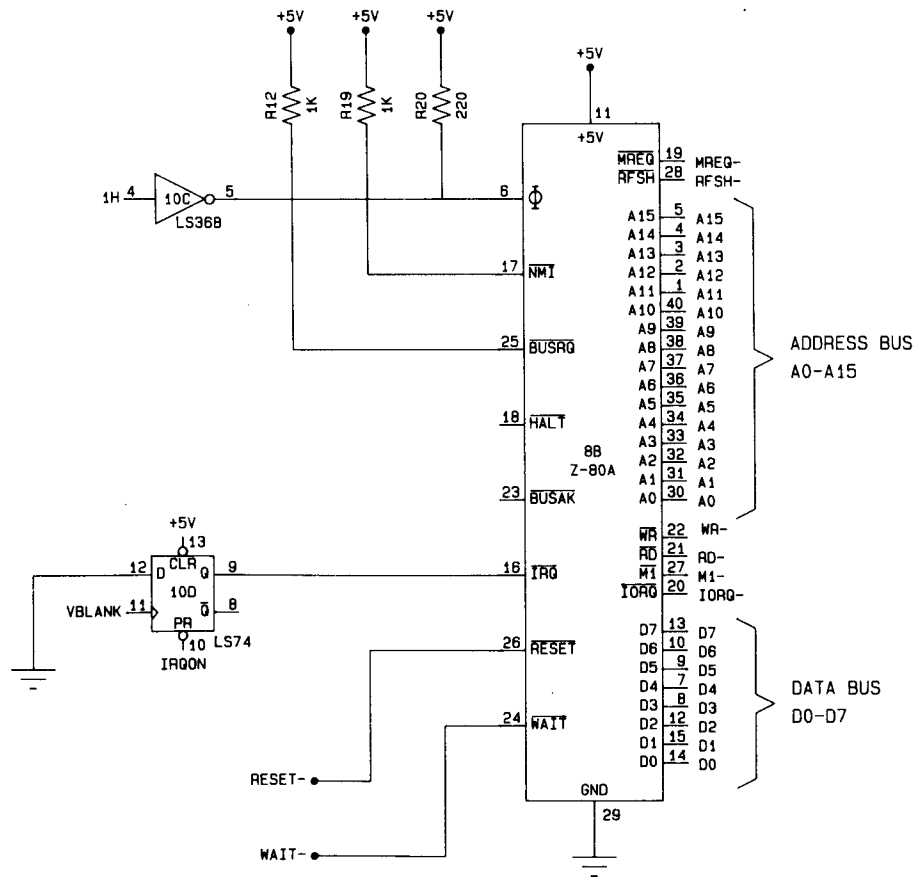 +5V +5V +5V
+5V
R12 1K R19 1K R20 220
11
+5V
MREQ 19 MREQ-
RFSH 28 RFSH-
1H 4 10C 5 6 Φ
LS368
A15 5 A15
A14 4 A14
17 NMI A13 3 A13
A12 2 A12
A11 1 A11
A10 40 A10
A9 39 A9
25 BUSRQ A8 38 A8
A7 37 A7
A6 36 A6
A5 35 A5
18 HALT A4 34 A4
A3 33 A3
A2 32 A2
A1 31 A1
23 BUSAK A0 30 A0
ADDRESS BUS
A0-A15
8B
Z-80A
WR 22 WR-
RD 21 RD-
M1 27 M1-
IORQ 20 IORQ-
+5V
13
CLR
12 D Q 9 16 IRQ
10D
VBLANK 11 Q 8
PR
10 LS74
IRQON
D7 13 D7
26 RESET D6 10 D6
D5 9 D5
D4 7 D4
D3 8 D3
24 WAIT D2 12 D2
D1 15 D1
D0 14 D0
DATA BUS
D0-D7
RESET-
GND
29
WAIT-